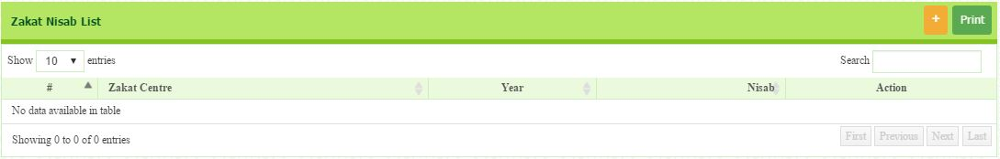 Zakat Nisab List + Print
Show 10 entries Search
# Zakat Centre Year Nisab Action
No data available in table
Showing 0 to 0 of 0 entries First Previous Next Last